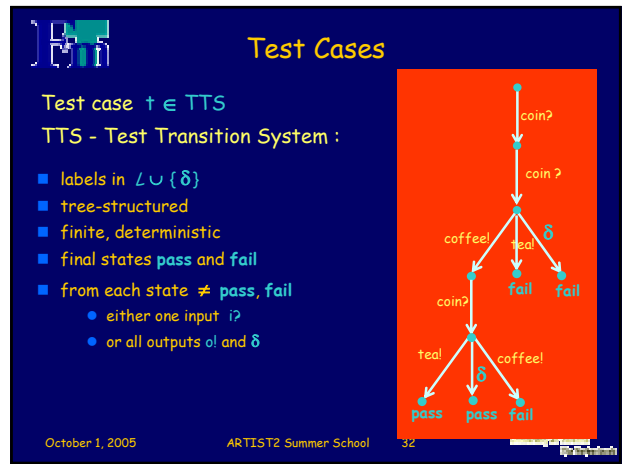 Test Cases
Test case t ∈ TTS
TTS - Test Transition System :
labels in L ∪ { δ }
tree-structured
finite, deterministic
final states pass and fail
from each state ≠ pass, fail
either one input i?
or all outputs o! and δ
coin?
coin ?
coffee! tea! δ
fail fail
coin?
tea! δ coffee!
pass pass fail
October 1, 2005 ARTIST2 Summer School 32